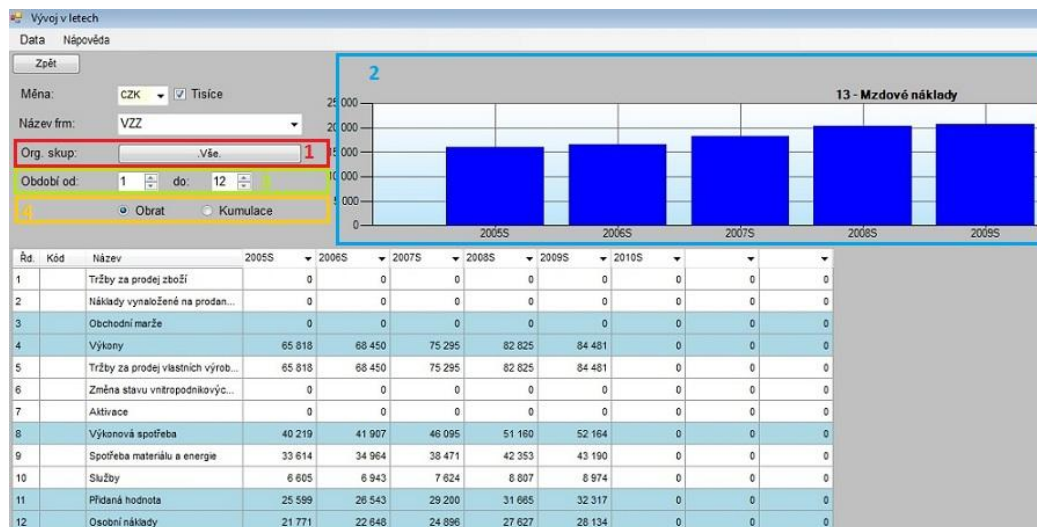 Vývoj v letech
Data Nápověda
Zpět
2
Měna: CZK Tisíce
13 - Mzdové náklady
25 000
Název frm: VZZ
20 000
Org. skup: .Vše. 1
15 000
Období od: 1 do: 12
10 000
4 Obrat Kumulace
5 000
0
2005S 2006S 2007S 2008S 2009S
Řd. Kód Název 2005S 2006S 2007S 2008S 2009S 2010S
1 Tržby za prodej zboží 0 0 0 0 0 0 0 0
2 Náklady vynaložené na prodan... 0 0 0 0 0 0 0 0
3 Obchodní marže 0 0 0 0 0 0 0 0
4 Výkony 65 818 68 450 75 295 82 825 84 481 0 0 0
5 Tržby za prodej vlastních výrob... 65 818 68 450 75 295 82 825 84 481 0 0 0
6 Změna stavu vnitropodnikovýc... 0 0 0 0 0 0 0 0
7 Aktivace 0 0 0 0 0 0 0 0
8 Výkonová spotřeba 40 219 41 907 46 095 51 160 52 164 0 0 0
9 Spotřeba materiálu a energie 33 614 34 964 38 471 42 353 43 190 0 0 0
10 Služby 6 605 6 943 7 624 8 807 8 974 0 0 0
11 Přidaná hodnota 25 599 26 543 29 200 31 665 32 317 0 0 0
12 Osobní náklady 21 771 22 648 24 896 27 627 28 134 0 0 0